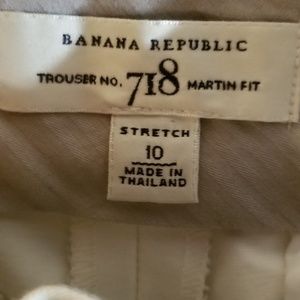 BANANA REPUBLIC
TROUSER NO. 718 MARTIN FIT
STRETCH
10
MADE IN
THAILAND